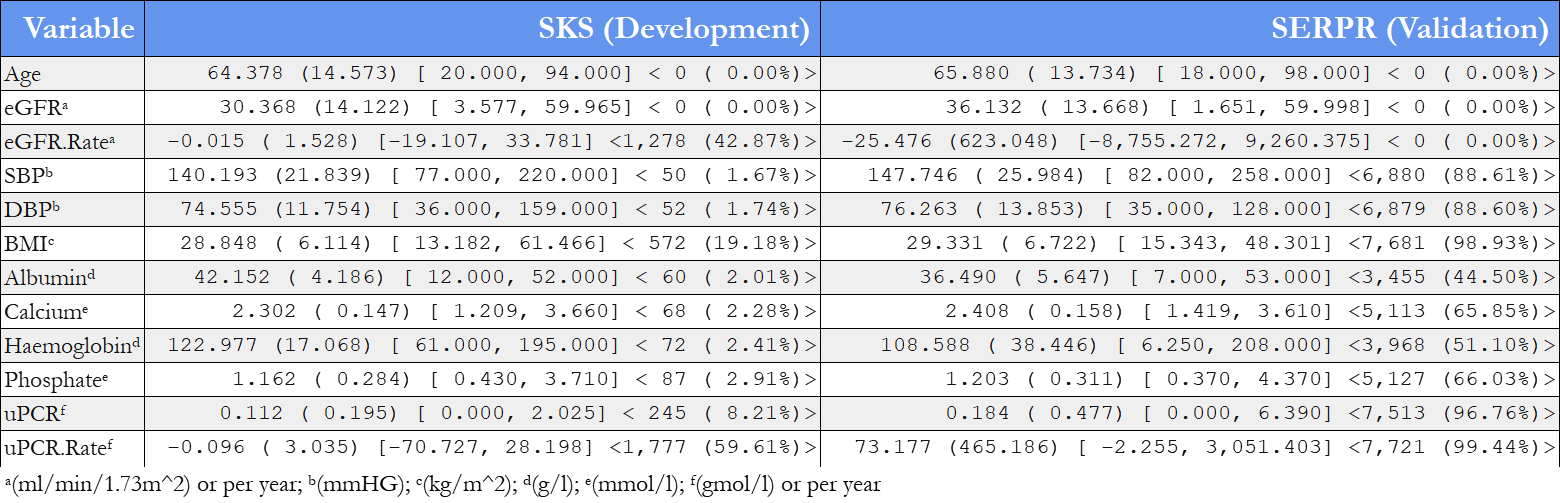 Variable SKS (Development) SERPR (Validation)
Age 64.378 (14.573) [ 20.000, 94.000] < 0 ( 0.00%)> 65.880 ( 13.734) [ 18.000, 98.000] < 0 ( 0.00%)>
eGFRᵃ 30.368 (14.122) [ 3.577, 59.965] < 0 ( 0.00%)> 36.132 ( 13.668) [ 1.651, 59.998] < 0 ( 0.00%)>
eGFR.Rateᵃ -0.015 ( 1.528) [-19.107, 33.781] <1,278 (42.87%)> -25.476 (623.048) [-8,755.272, 9,260.375] < 0 ( 0.00%)>
SBPᵇ 140.193 (21.839) [ 77.000, 220.000] < 50 ( 1.67%)> 147.746 ( 25.984) [ 82.000, 258.000] <6,880 (88.61%)>
DBPᵇ 74.555 (11.754) [ 36.000, 159.000] < 52 ( 1.74%)> 76.263 ( 13.853) [ 35.000, 128.000] <6,879 (88.60%)>
BMIᶜ 28.848 ( 6.114) [ 13.182, 61.466] < 572 (19.18%)> 29.331 ( 6.722) [ 15.343, 48.301] <7,681 (98.93%)>
Albuminᵈ 42.152 ( 4.186) [ 12.000, 52.000] < 60 ( 2.01%)> 36.490 ( 5.647) [ 7.000, 53.000] <3,455 (44.50%)>
Calciumᵉ 2.302 ( 0.147) [ 1.209, 3.660] < 68 ( 2.28%)> 2.408 ( 0.158) [ 1.419, 3.610] <5,113 (65.85%)>
Haemoglobinᵈ 122.977 (17.068) [ 61.000, 195.000] < 72 ( 2.41%)> 108.588 ( 38.446) [ 6.250, 208.000] <3,968 (51.10%)>
Phosphateᵉ 1.162 ( 0.284) [ 0.430, 3.710] < 87 ( 2.91%)> 1.203 ( 0.311) [ 0.370, 4.370] <5,127 (66.03%)>
uPCRᶠ 0.112 ( 0.195) [ 0.000, 2.025] < 245 ( 8.21%)> 0.184 ( 0.477) [ 0.000, 6.390] <7,513 (96.76%)>
uPCR.Rateᶠ -0.096 ( 3.035) [-70.727, 28.198] <1,777 (59.61%)> 73.177 (465.186) [ -2.255, 3,051.403] <7,721 (99.44%)>
ᵃ(ml/min/1.73m^2) or per year; ᵇ(mmHG); ᶜ(kg/m^2); ᵈ(g/l); ᵉ(mmol/l); ᶠ(gmol/l) or per year